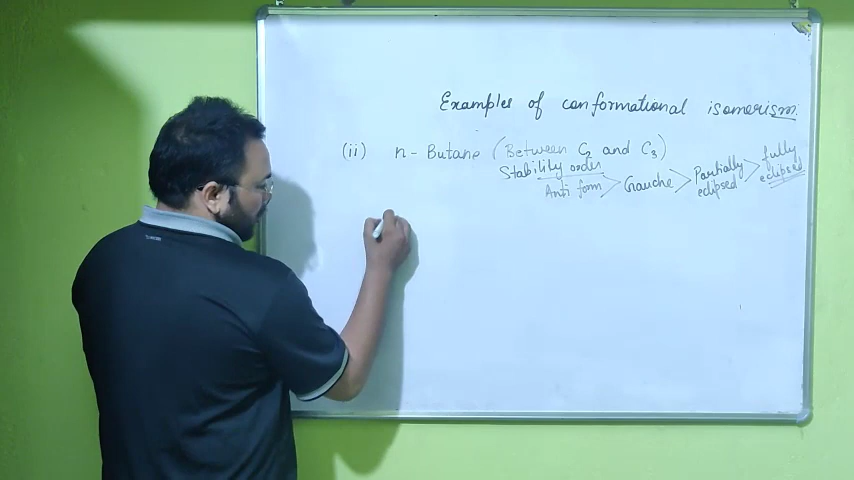 Examples of conformational isomerism.
(ii) n - Butane (Between C2 and C3)
Stability order
Anti form > Gauche > Partially eclipsed > fully eclipsed